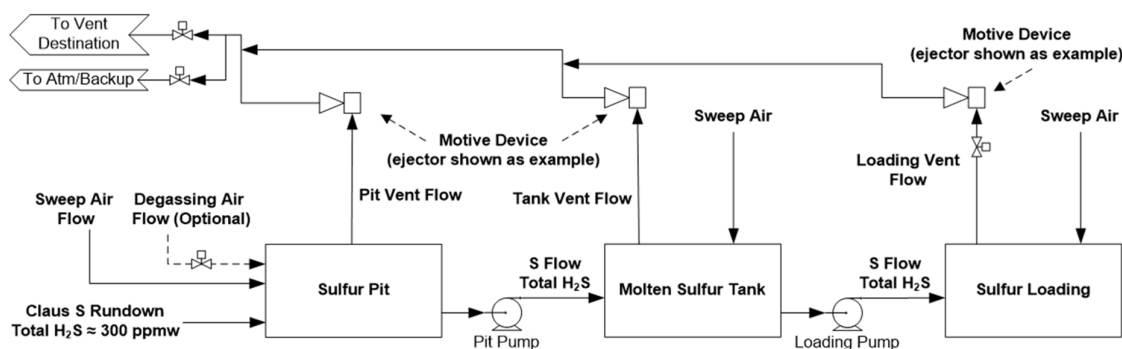 To Vent
Destination
To Atm/Backup
Motive Device
(ejector shown as example)
Motive Device
(ejector shown as example)
Sweep Air
Sweep Air
Loading Vent
Flow
Pit Vent Flow
Tank Vent Flow
Sweep Air
Flow
Degassing Air
Flow (Optional)
Sulfur Pit
S Flow
Total H₂S
Molten Sulfur Tank
S Flow
Total H₂S
Sulfur Loading
Claus S Rundown
Total H₂S ≈ 300 ppmw
Pit Pump
Loading Pump